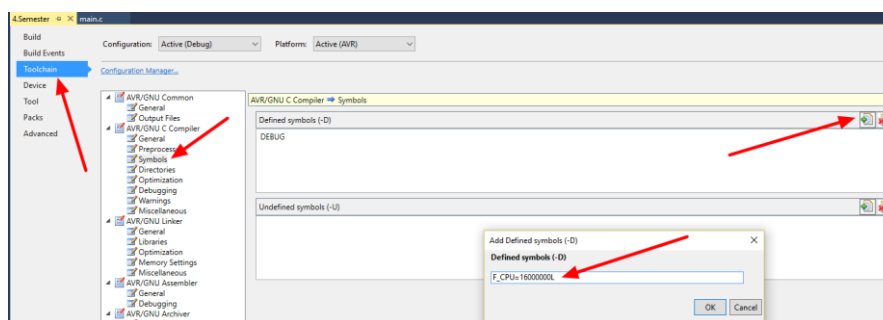 4.Semester main.c
Build
Build Events
Toolchain
Device
Tool
Packs
Advanced
Configuration: Active (Debug) Platform: Active (AVR)
Configuration Manager...
AVR/GNU Common
General
Output Files
AVR/GNU C Compiler
General
Preprocess
Symbols
Directories
Optimization
Debugging
Warnings
Miscellaneous
AVR/GNU Linker
General
Libraries
Optimization
Memory Settings
Miscellaneous
AVR/GNU Assembler
General
Debugging
AVR/GNU Archiver
AVR/GNU C Compiler Symbols
Defined symbols (-D)
DEBUG
Undefined symbols (-U)
Add Defined symbols (-D)
Defined symbols (-D)
F_CPU=16000000L
OK Cancel